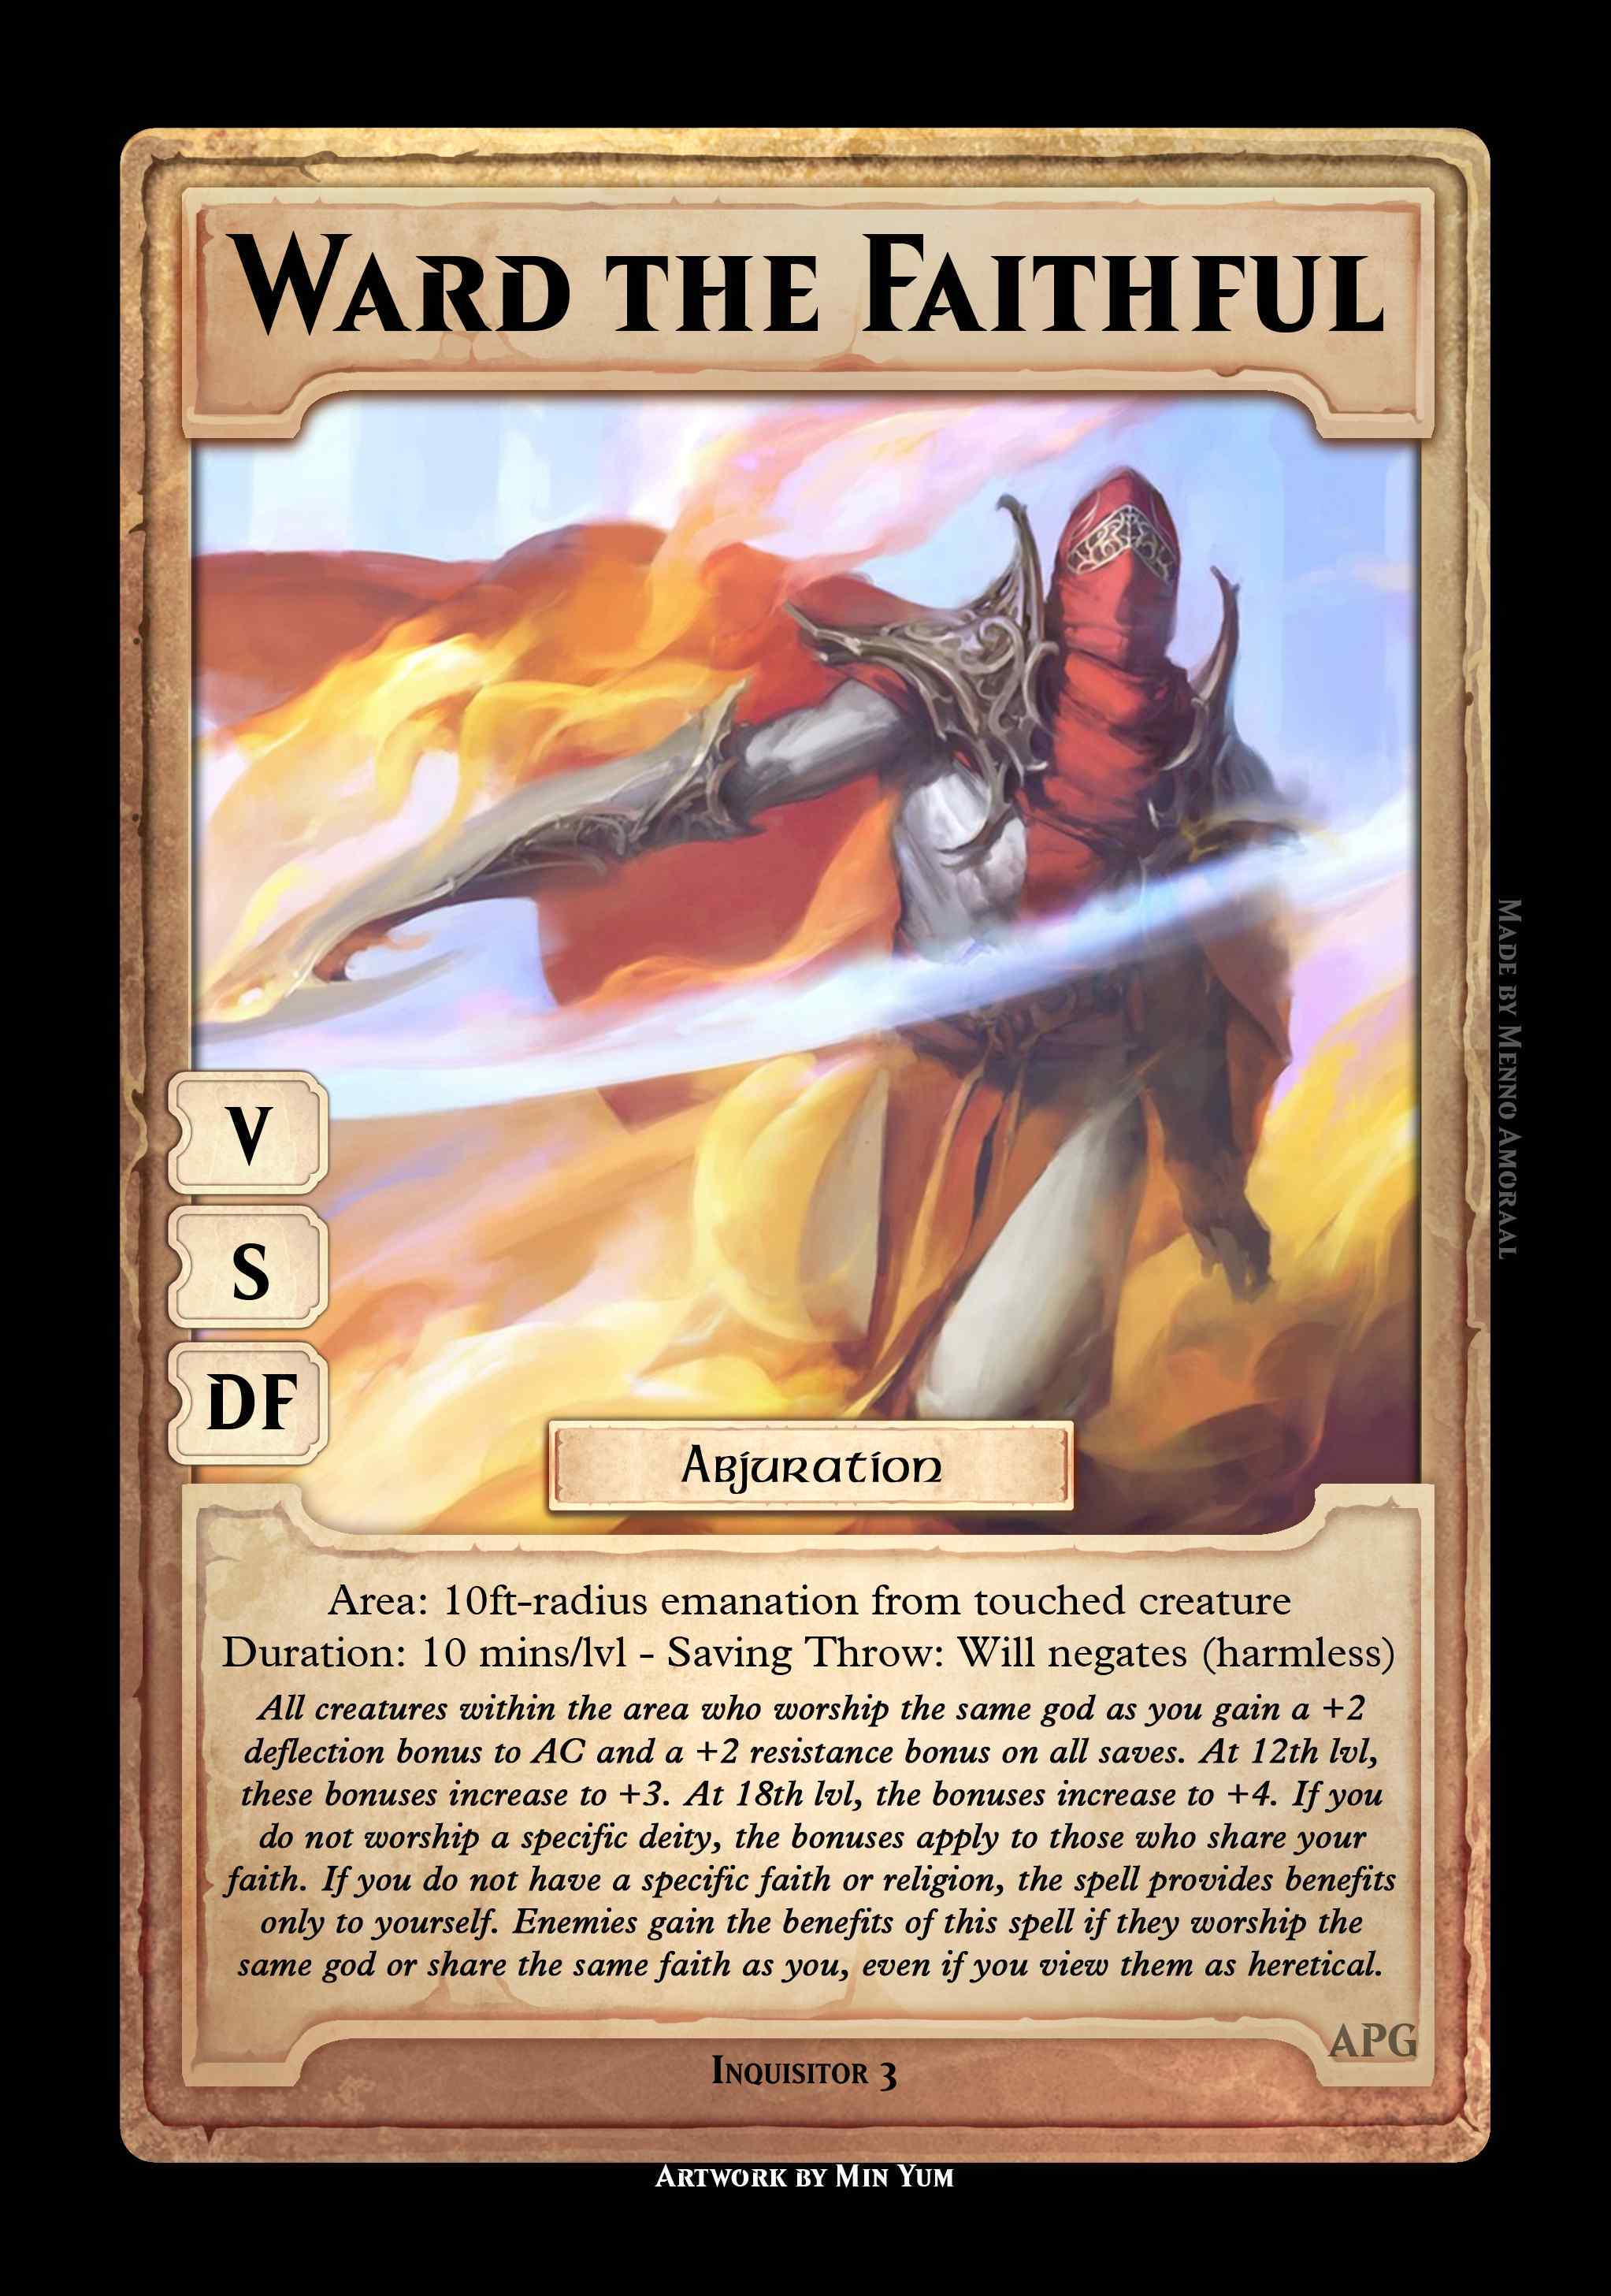 Ward the Faithful
Made by Menno Amoraal
V
S
DF
Abjuration
Area: 10ft-radius emanation from touched creature
Duration: 10 mins/lvl - Saving Throw: Will negates (harmless)
All creatures within the area who worship the same god as you gain a +2
deflection bonus to AC and a +2 resistance bonus on all saves. At 12th lvl,
these bonuses increase to +3. At 18th lvl, the bonuses increase to +4. If you
do not worship a specific deity, the bonuses apply to those who share your
faith. If you do not have a specific faith or religion, the spell provides benefits
only to yourself. Enemies gain the benefits of this spell if they worship the
same god or share the same faith as you, even if you view them as heretical.
APG
Inquisitor 3
Artwork by Min Yum